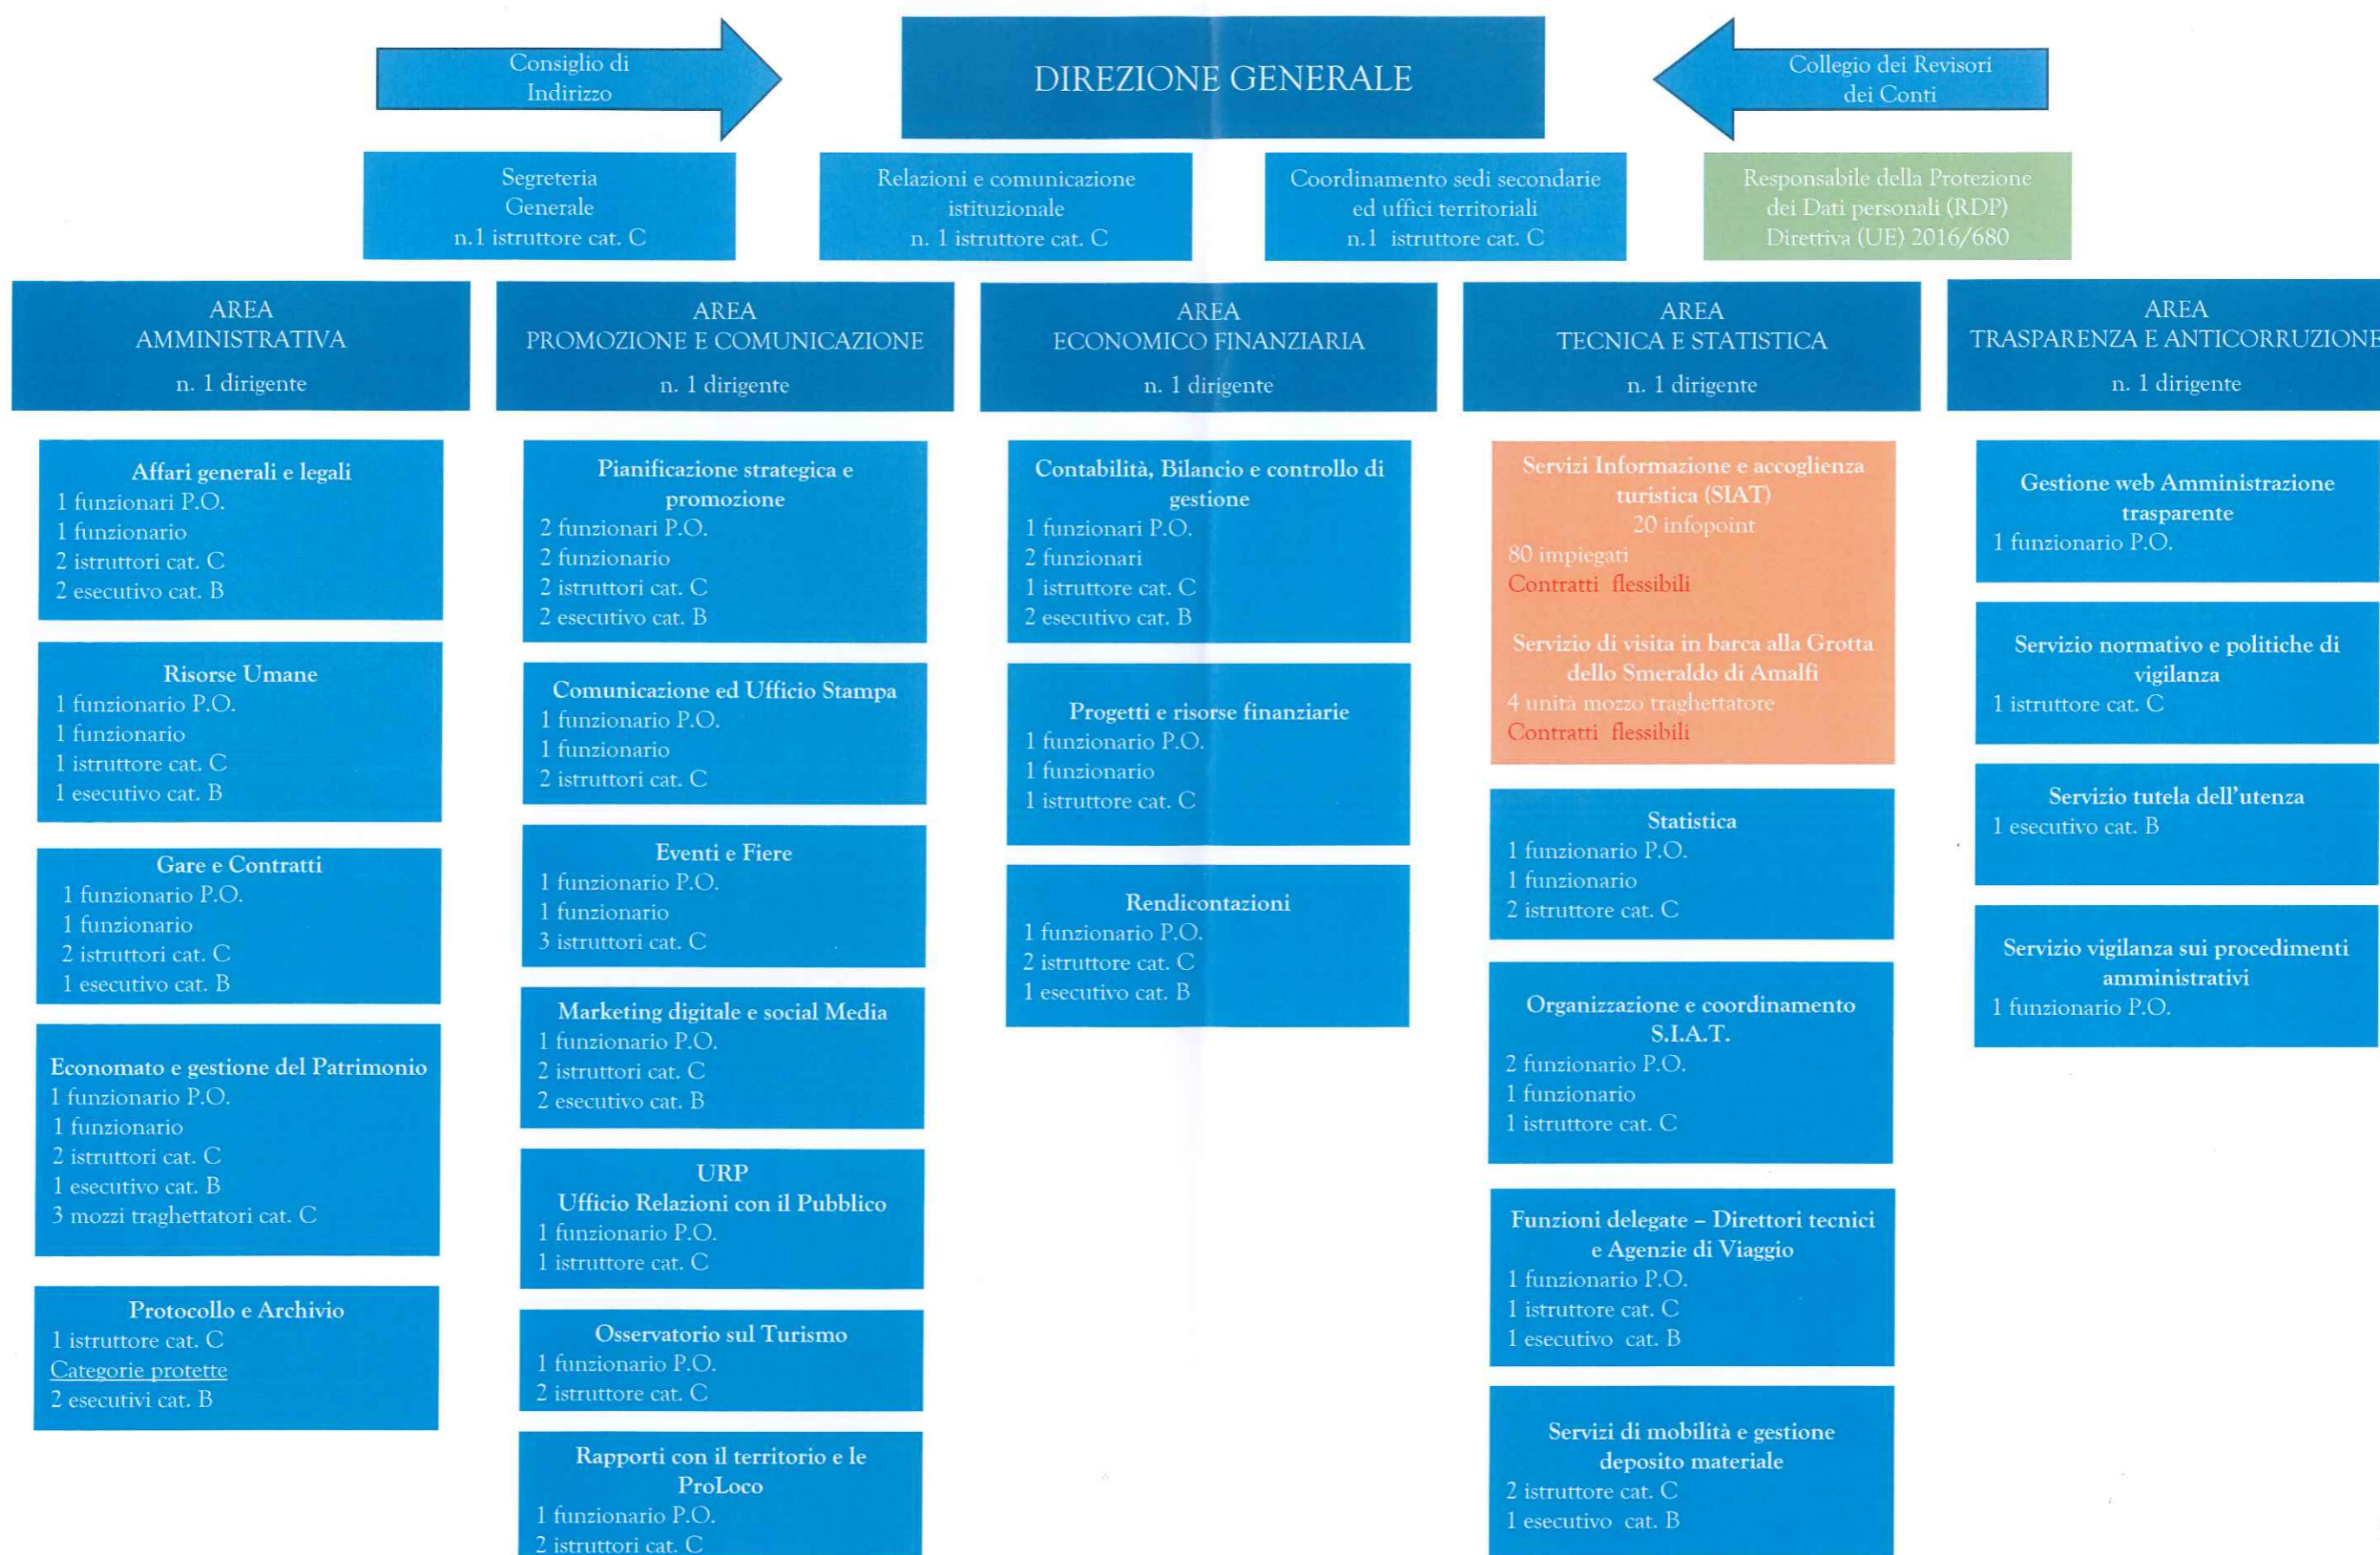 Consiglio di
Indirizzo
DIREZIONE GENERALE
Collegio dei Revisori
dei Conti
Segreteria
Generale
n.1 istruttore cat. C
Relazioni e comunicazione
istituzionale
n. 1 istruttore cat. C
Coordinamento sedi secondarie
ed uffici territoriali
n.1 istruttore cat. C
Responsabile della Protezione
dei Dati personali (RDP)
Direttiva (UE) 2016/680
AREA
AMMINISTRATIVA
n. 1 dirigente
Affari generali e legali
1 funzionari P.O.
1 funzionario
2 istruttori cat. C
2 esecutivo cat. B
Risorse Umane
1 funzionario P.O.
1 funzionario
1 istruttore cat. C
1 esecutivo cat. B
Gare e Contratti
1 funzionario P.O.
1 funzionario
2 istruttori cat. C
1 esecutivo cat. B
Economato e gestione del Patrimonio
1 funzionario P.O.
1 funzionario
2 istruttori cat. C
1 esecutivo cat. B
3 mozzi traghettatori cat. C
Protocollo e Archivio
1 istruttore cat. C
Categorie protette
2 esecutivi cat. B
AREA
PROMOZIONE E COMUNICAZIONE
n. 1 dirigente
Pianificazione strategica e
promozione
2 funzionari P.O.
2 funzionario
2 istruttori cat. C
2 esecutivo cat. B
Comunicazione ed Ufficio Stampa
1 funzionario P.O.
1 funzionario
2 istruttori cat. C
Eventi e Fiere
1 funzionario P.O.
1 funzionario
3 istruttori cat. C
Marketing digitale e social Media
1 funzionario P.O.
2 istruttori cat. C
2 esecutivo cat. B
URP
Ufficio Relazioni con il Pubblico
1 funzionario P.O.
1 istruttore cat. C
Osservatorio sul Turismo
1 funzionario P.O.
2 istruttore cat. C
Rapporti con il territorio e le
ProLoco
1 funzionario P.O.
2 istruttori cat. C
AREA
ECONOMICO FINANZIARIA
n. 1 dirigente
Contabilità, Bilancio e controllo di
gestione
1 funzionari P.O.
2 funzionari
1 istruttore cat. C
2 esecutivo cat. B
Progetti e risorse finanziarie
1 funzionario P.O.
1 funzionario
1 istruttore cat. C
Rendicontazioni
1 funzionario P.O.
2 istruttore cat. C
1 esecutivo cat. B
AREA
TECNICA E STATISTICA
n. 1 dirigente
Servizi Informazione e accoglienza
turistica (SIAT)
20 infopoint
80 impiegati
Contratti flessibili
Servizio di visita in barca alla Grotta
dello Smeraldo di Amalfi
4 unità mozzo traghettatore
Contratti flessibili
Statistica
1 funzionario P.O.
1 funzionario
2 istruttore cat. C
Organizzazione e coordinamento
S.I.A.T.
2 funzionario P.O.
1 funzionario
1 istruttore cat. C
Funzioni delegate – Direttori tecnici
e Agenzie di Viaggio
1 funzionario P.O.
1 istruttore cat. C
1 esecutivo cat. B
Servizi di mobilità e gestione
deposito materiale
2 istruttore cat. C
1 esecutivo cat. B
AREA
TRASPARENZA E ANTICORRUZIONE
n. 1 dirigente
Gestione web Amministrazione
trasparente
1 funzionario P.O.
Servizio normativo e politiche di
vigilanza
1 istruttore cat. C
Servizio tutela dell'utenza
1 esecutivo cat. B
Servizio vigilanza sui procedimenti
amministrativi
1 funzionario P.O.